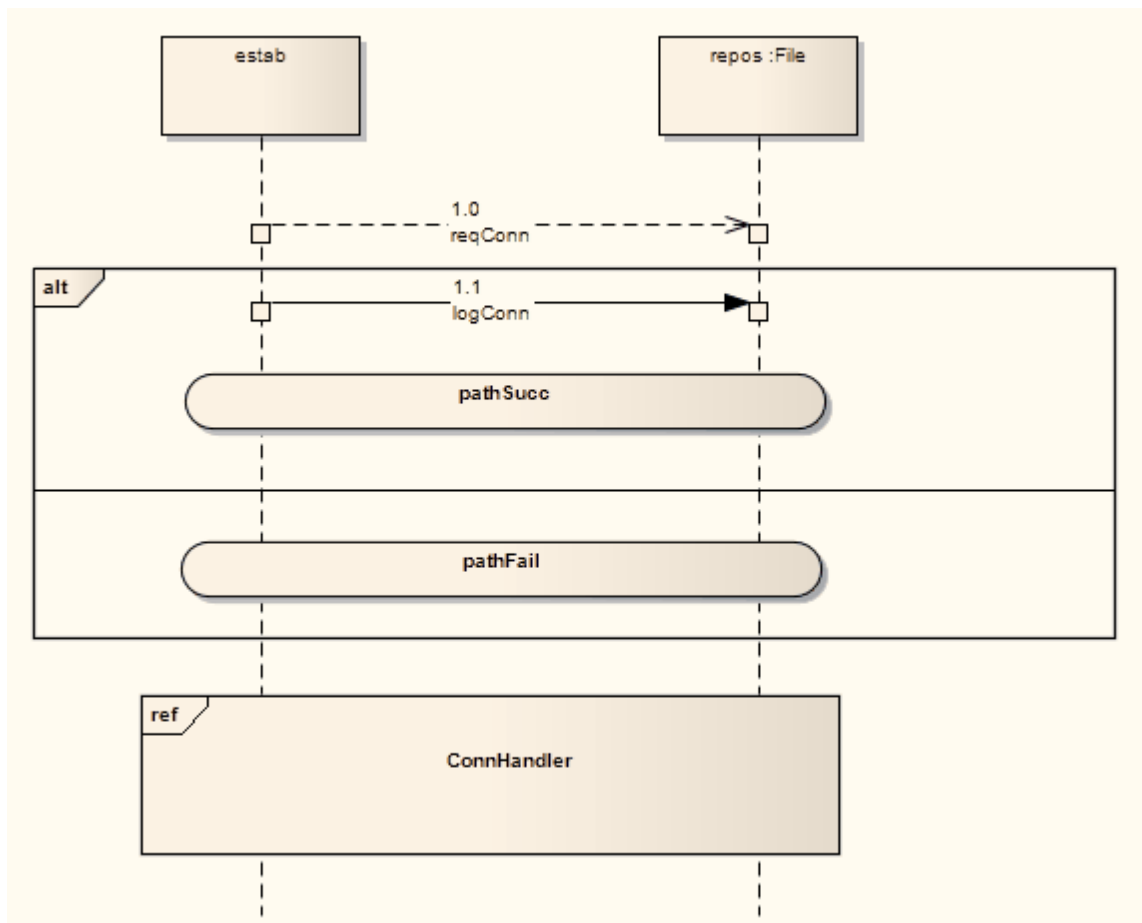 estab
repos :File
1.0
reqConn
alt
1.1
logConn
pathSucc
pathFail
ref
ConnHandler